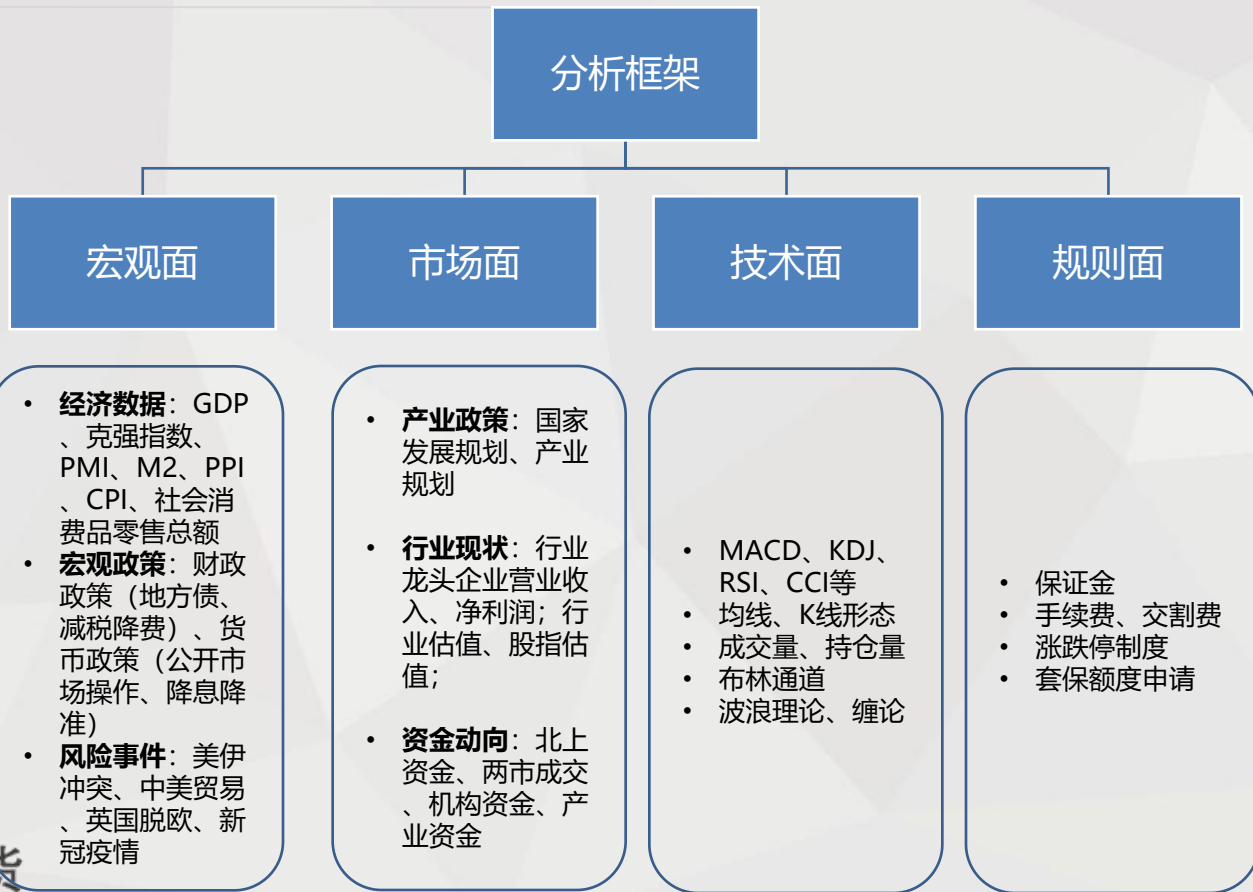 分析框架
宏观面
市场面
技术面
规则面
• 经济数据：GDP
、克强指数、
PMI、M2、PPI
、CPI、社会消
费品零售总额
• 宏观政策：财政
政策（地方债、
减税降费）、货
币政策（公开市
场操作、降息降
准）
• 风险事件：美伊
冲突、中美贸易
、英国脱欧、新
冠疫情
• 产业政策：国家
发展规划、产业
规划
• 行业现状：行业
龙头企业营业收
入、净利润；行
业估值、股指估
值；
• 资金动向：北上
资金、两市成交
、机构资金、产
业资金
• MACD、KDJ、
RSI、CCI等
• 均线、K线形态
• 成交量、持仓量
• 布林通道
• 波浪理论、缠论
• 保证金
• 手续费、交割费
• 涨跌停制度
• 套保额度申请